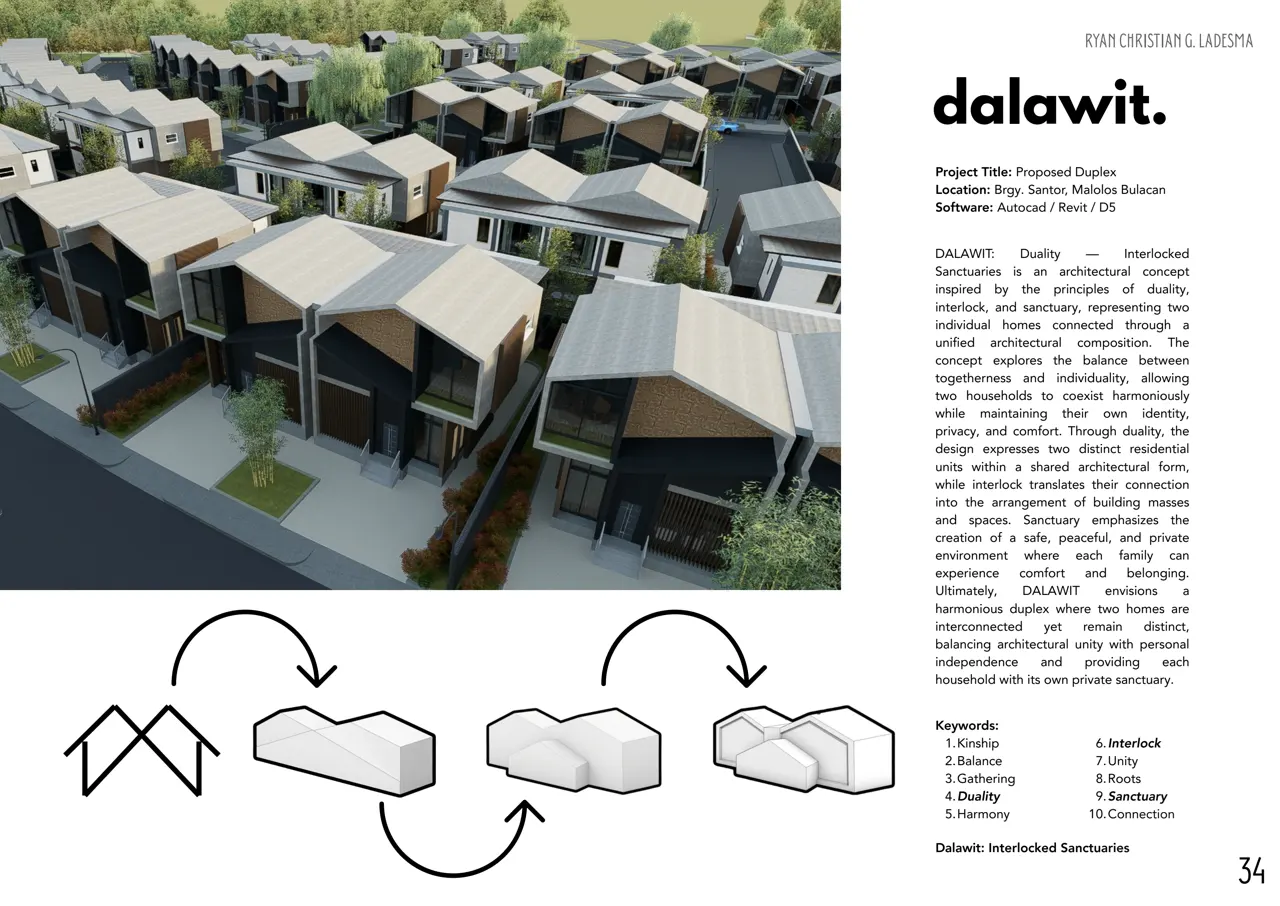 RYAN CHRISTIAN G. LADESMA
dalawit.
Project Title: Proposed Duplex
Location: Brgy. Santor, Malolos Bulacan
Software: Autocad / Revit / D5
DALAWIT: Duality — Interlocked
Sanctuaries is an architectural concept
inspired by the principles of duality,
interlock, and sanctuary, representing two
individual homes connected through a
unified architectural composition. The
concept explores the balance between
togetherness and individuality, allowing
two households to coexist harmoniously
while maintaining their own identity,
privacy, and comfort. Through duality, the
design expresses two distinct residential
units within a shared architectural form,
while interlock translates their connection
into the arrangement of building masses
and spaces. Sanctuary emphasizes the
creation of a safe, peaceful, and private
environment where each family can
experience comfort and belonging.
Ultimately, DALAWIT envisions a
harmonious duplex where two homes are
interconnected yet remain distinct,
balancing architectural unity with personal
independence and providing each
household with its own private sanctuary.
Keywords:
1. Kinship
2. Balance
3. Gathering
4. Duality
5. Harmony
6. Interlock
7. Unity
8. Roots
9. Sanctuary
10. Connection
Dalawit: Interlocked Sanctuaries
34